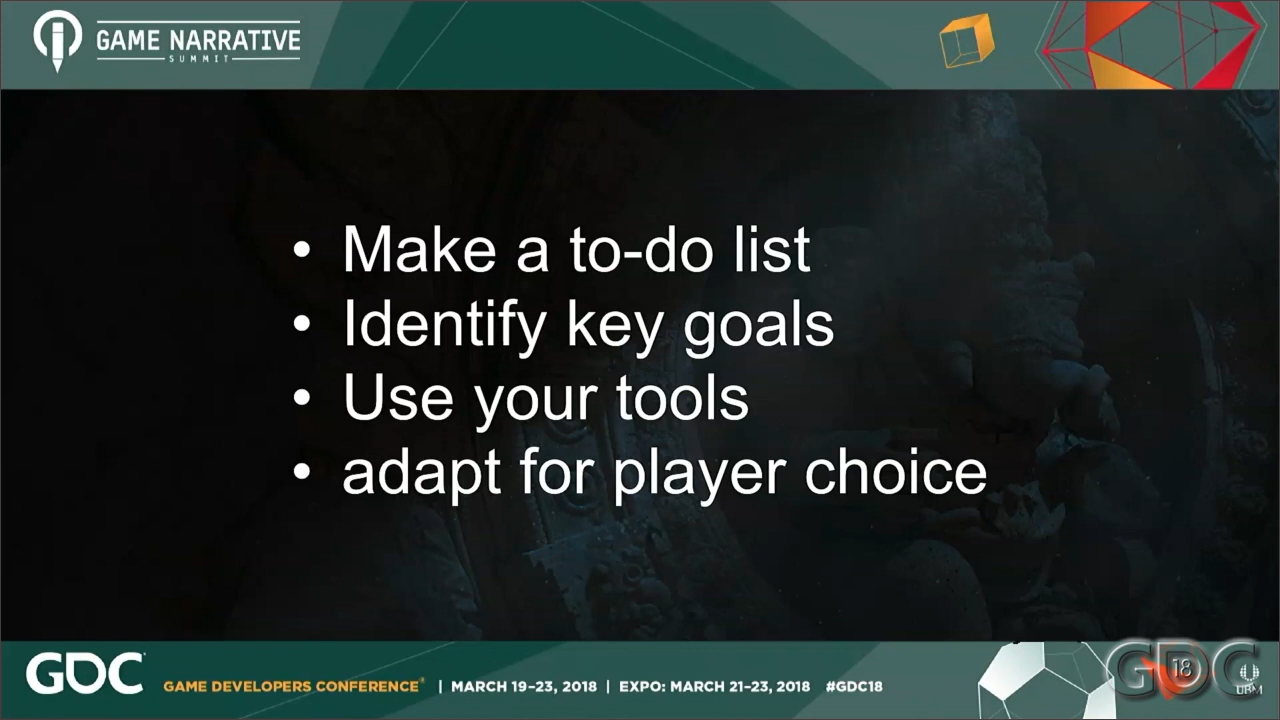 GAME NARRATIVE
SUMMIT
• Make a to-do list
• Identify key goals
• Use your tools
• adapt for player choice
GDC
GAME DEVELOPERS CONFERENCE® | MARCH 19–23, 2018 | EXPO: MARCH 21–23, 2018 #GDC18
GDC
18
UBM